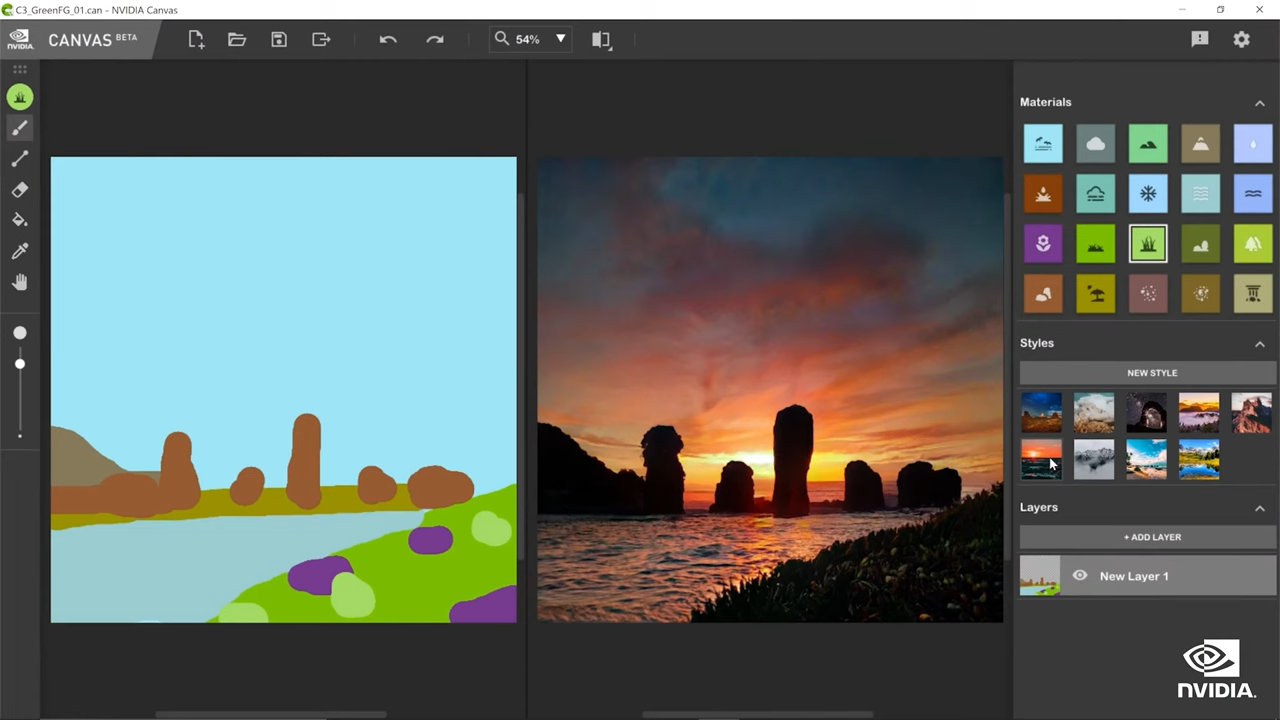 C3_GreenFG_01.can - NVIDIA Canvas
NVIDIA.
CANVAS BETA
54%
Materials
Styles
NEW STYLE
Layers
+ ADD LAYER
New Layer 1
NVIDIA.